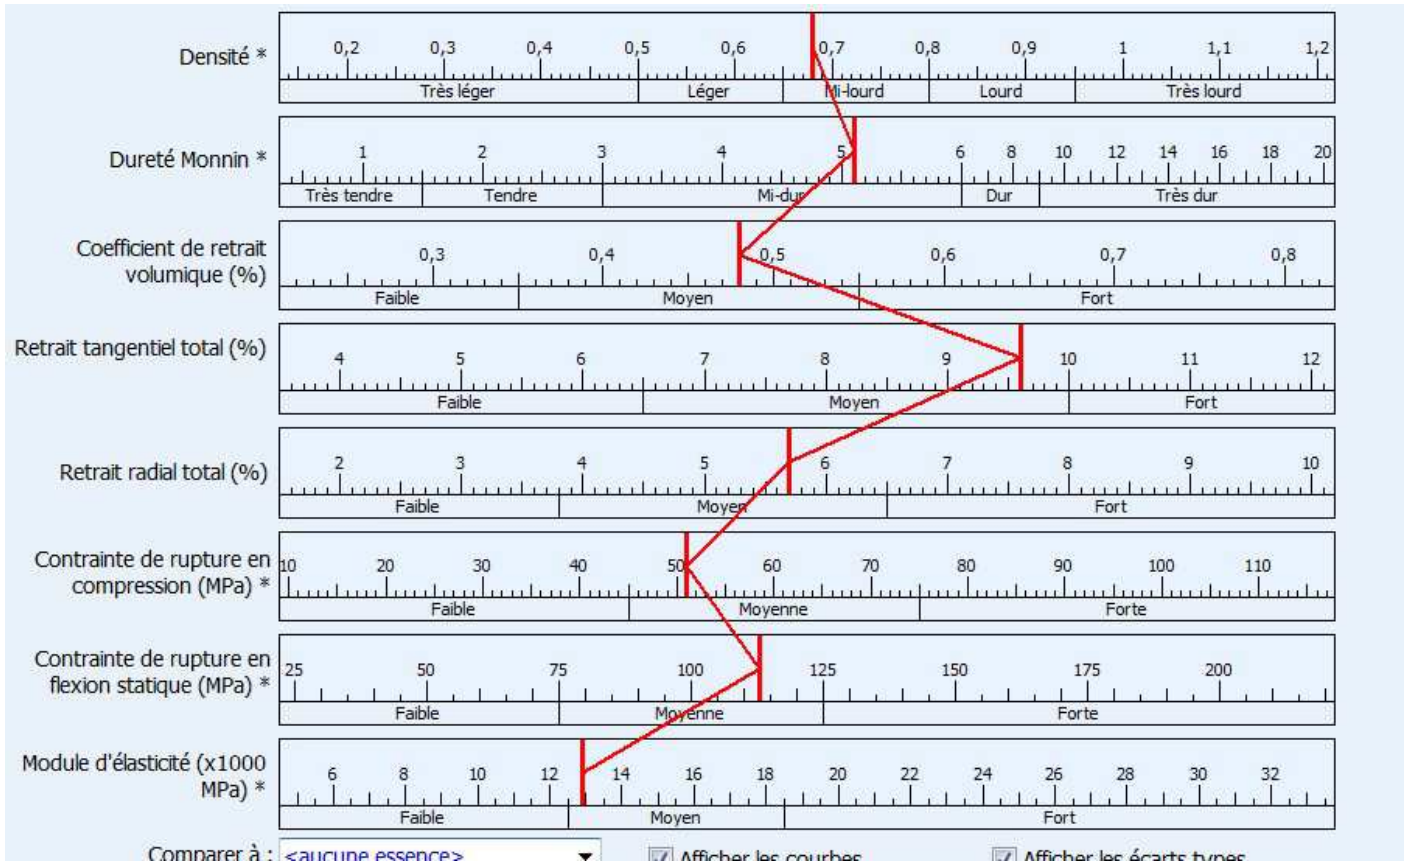 Densité *
0,2 0,3 0,4 0,5 0,6 0,7 0,8 0,9 1 1,1 1,2
Très léger Léger Mi-lourd Lourd Très lourd
Dureté Monnin *
1 2 3 4 5 6 8 10 12 14 16 18 20
Très tendre Tendre Mi-dur Dur Très dur
Coefficient de retrait
volumique (%)
0,3 0,4 0,5 0,6 0,7 0,8
Faible Moyen Fort
Retrait tangentiel total (%)
4 5 6 7 8 9 10 11 12
Faible Moyen Fort
Retrait radial total (%)
2 3 4 5 6 7 8 9 10
Faible Moyen Fort
Contrainte de rupture en
compression (MPa) *
10 20 30 40 50 60 70 80 90 100 110
Faible Moyenne Forte
Contrainte de rupture en
flexion statique (MPa) *
25 50 75 100 125 150 175 200
Faible Moyenne Forte
Module d'élasticité (x1000
MPa) *
6 8 10 12 14 16 18 20 22 24 26 28 30 32
Faible Moyen Fort
Comparer à : <aucune essence> Afficher les courbes Afficher les écarts types